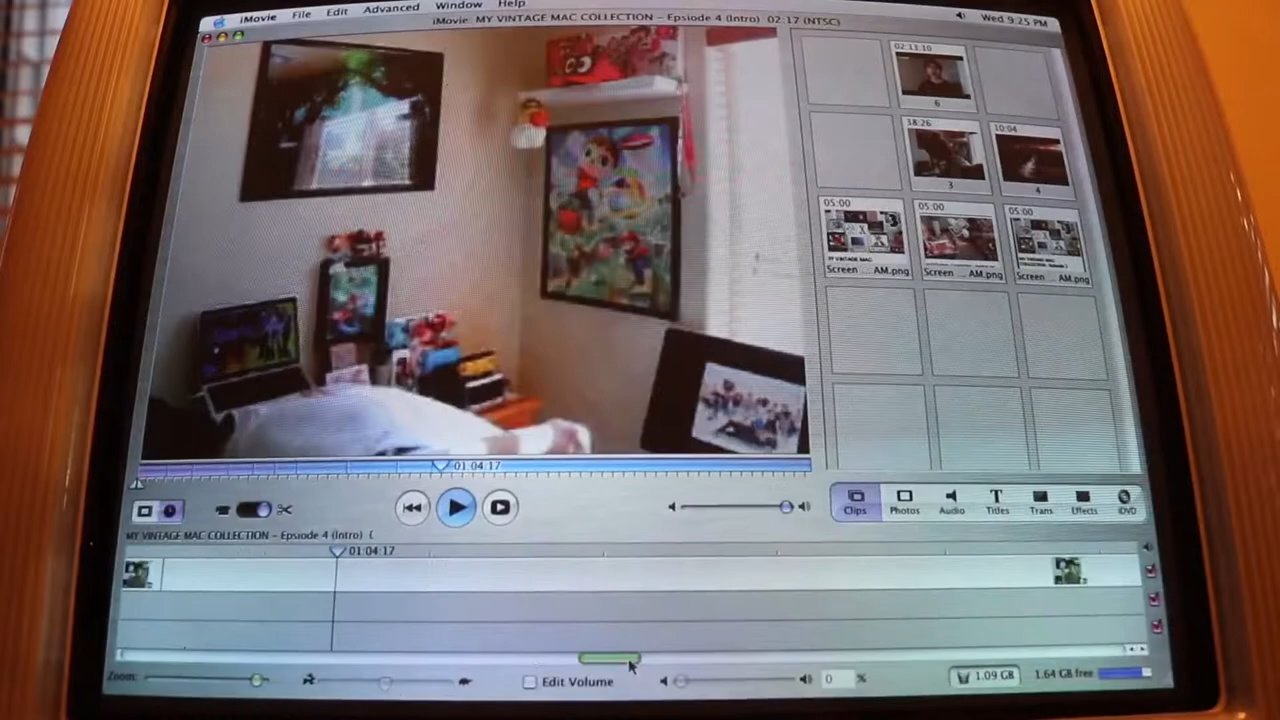 iMovie File Edit Advanced Window Help Wed 9:25 PM
iMovie: MY VINTAGE MAC COLLECTION – Epsiode 4 (Intro) 02:17 (NTSC)
02:13:10
6
38:26
10:04
3
4
05:00
05:00
05:00
MY VINTAGE MAC
Screen ... AM.png
Screen ... AM.png
Screen ... AM.png
01:04:17
Clips Photos Audio Titles Trans Effects iDVD
MY VINTAGE MAC COLLECTION – Epsiode 4 (Intro) (
01:04:17
Zoom:
Edit Volume
0 %
1.09 GB
1.64 GB free